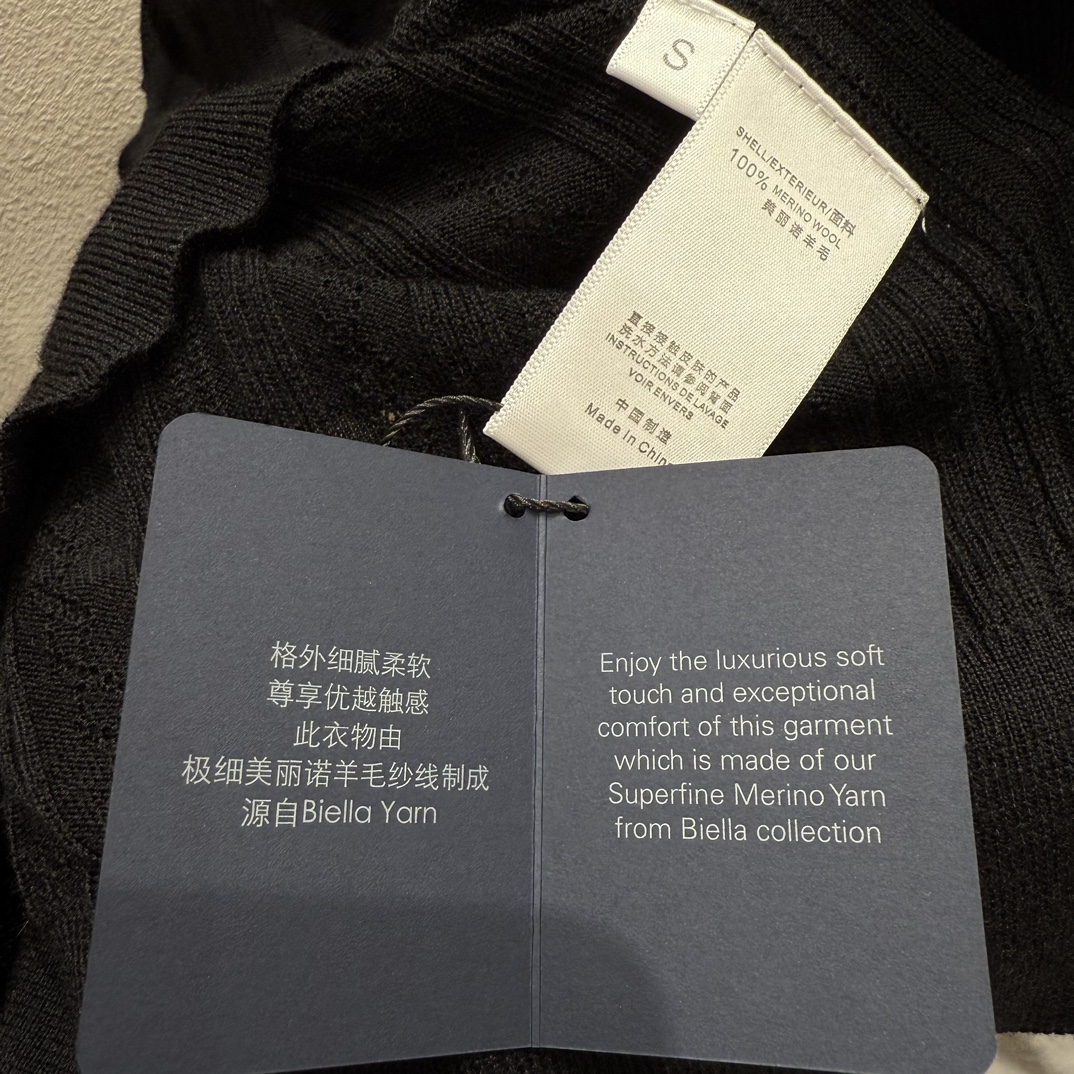 S
SHELL/EXTERIEUR/面料
100% MERINO WOOL
美丽诺羊毛
直接接触皮肤的产品
洗水方法请参阅背面
INSTRUCTIONS DE LAVAGE
VOIR ENVERS
中国制造
Made in Chin
格外细腻柔软
尊享优越触感
此衣物由
极细美丽诺羊毛纱线制成
源自Biella Yarn
Enjoy the luxurious soft
touch and exceptional
comfort of this garment
which is made of our
Superfine Merino Yarn
from Biella collection